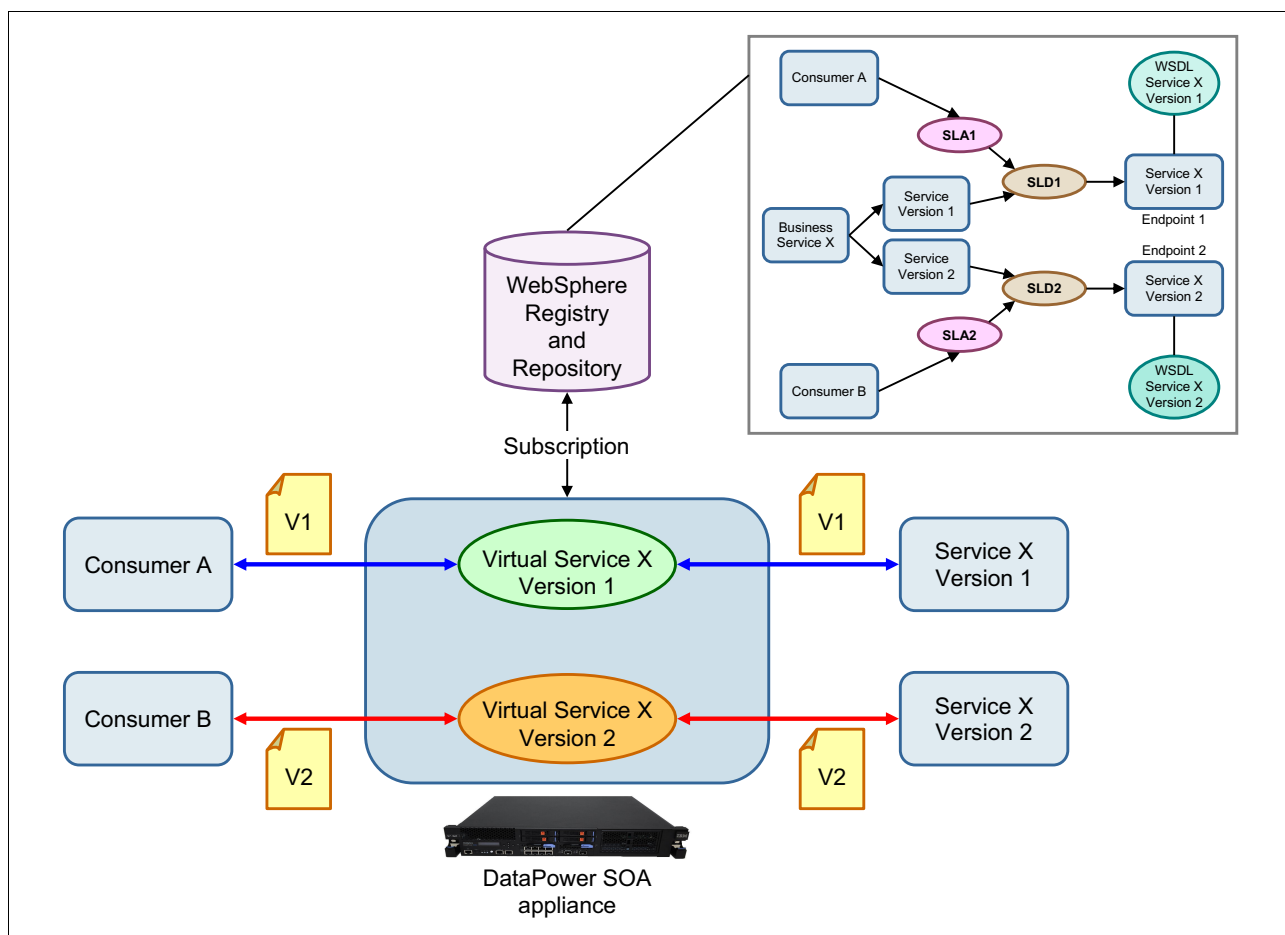 Consumer A
WSDL
Service X
Version 1
SLA1
SLD1
Service X
Version 1
Endpoint 1
Service
Version 1
Business
Service X
Service
Version 2
Endpoint 2
SLD2
Service X
Version 2
SLA2
Consumer B
WSDL
Service X
Version 2
WebSphere
Registry
and
Repository
Subscription
V1
V1
Consumer A
Virtual Service X
Version 1
Service X
Version 1
Consumer B
Virtual Service X
Version 2
Service X
Version 2
V2
V2
DataPower SOA
appliance